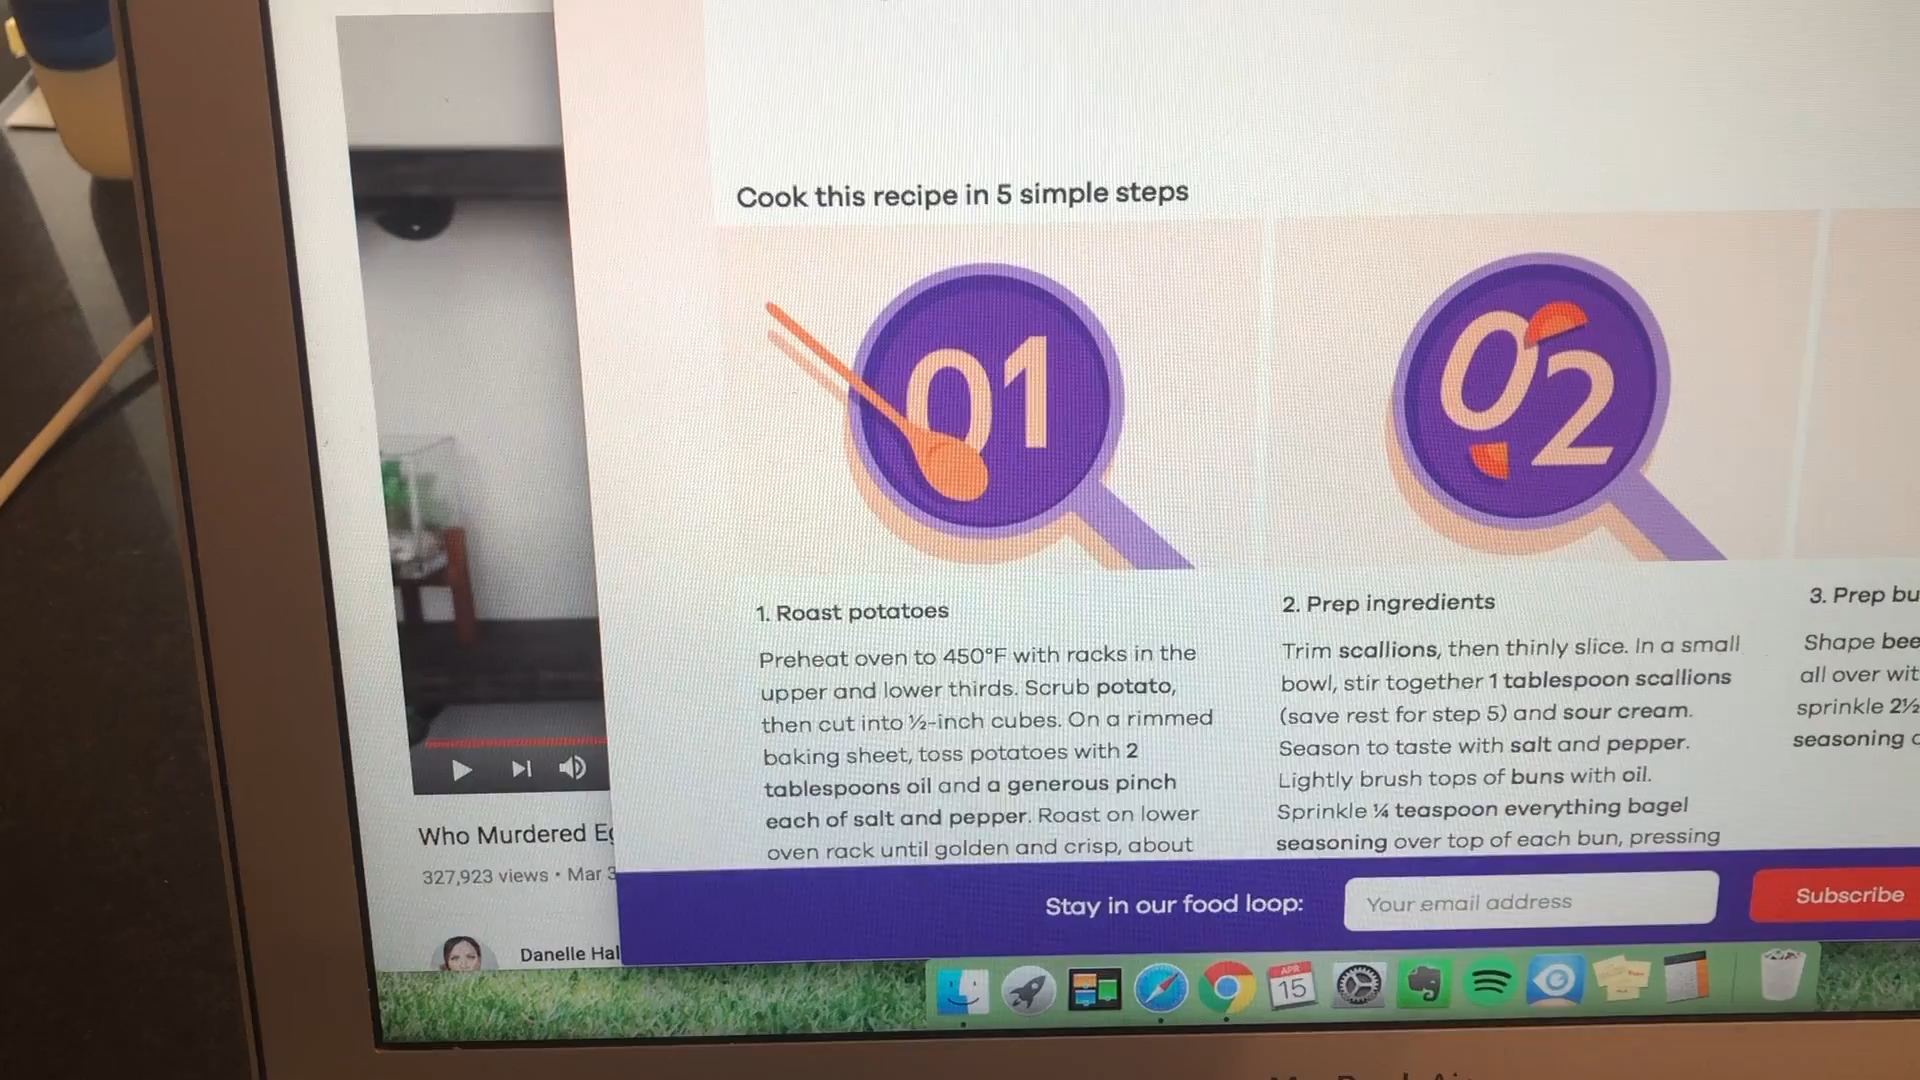 Cook this recipe in 5 simple steps
01
02
1. Roast potatoes
Preheat oven to 450°F with racks in the
upper and lower thirds. Scrub potato,
then cut into ½-inch cubes. On a rimmed
baking sheet, toss potatoes with 2
tablespoons oil and a generous pinch
each of salt and pepper. Roast on lower
oven rack until golden and crisp, about
2. Prep ingredients
Trim scallions, then thinly slice. In a small
bowl, stir together 1 tablespoon scallions
(save rest for step 5) and sour cream.
Season to taste with salt and pepper.
Lightly brush tops of buns with oil.
Sprinkle ¼ teaspoon everything bagel
seasoning over top of each bun, pressing
3. Prep bu
Shape bee
all over wit
sprinkle 2½
seasoning
Who Murdered
327,923 views • Mar 3
Danelle Hal
Stay in our food loop:
Your email address
Subscribe
APR
15